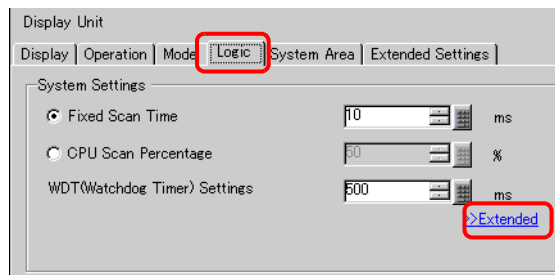 Display Unit
Display Operation Mode Logic System Area Extended Settings
System Settings
Fixed Scan Time 10 ms
CPU Scan Percentage 50 %
WDT(Watchdog Timer) Settings 500 ms
>>Extended